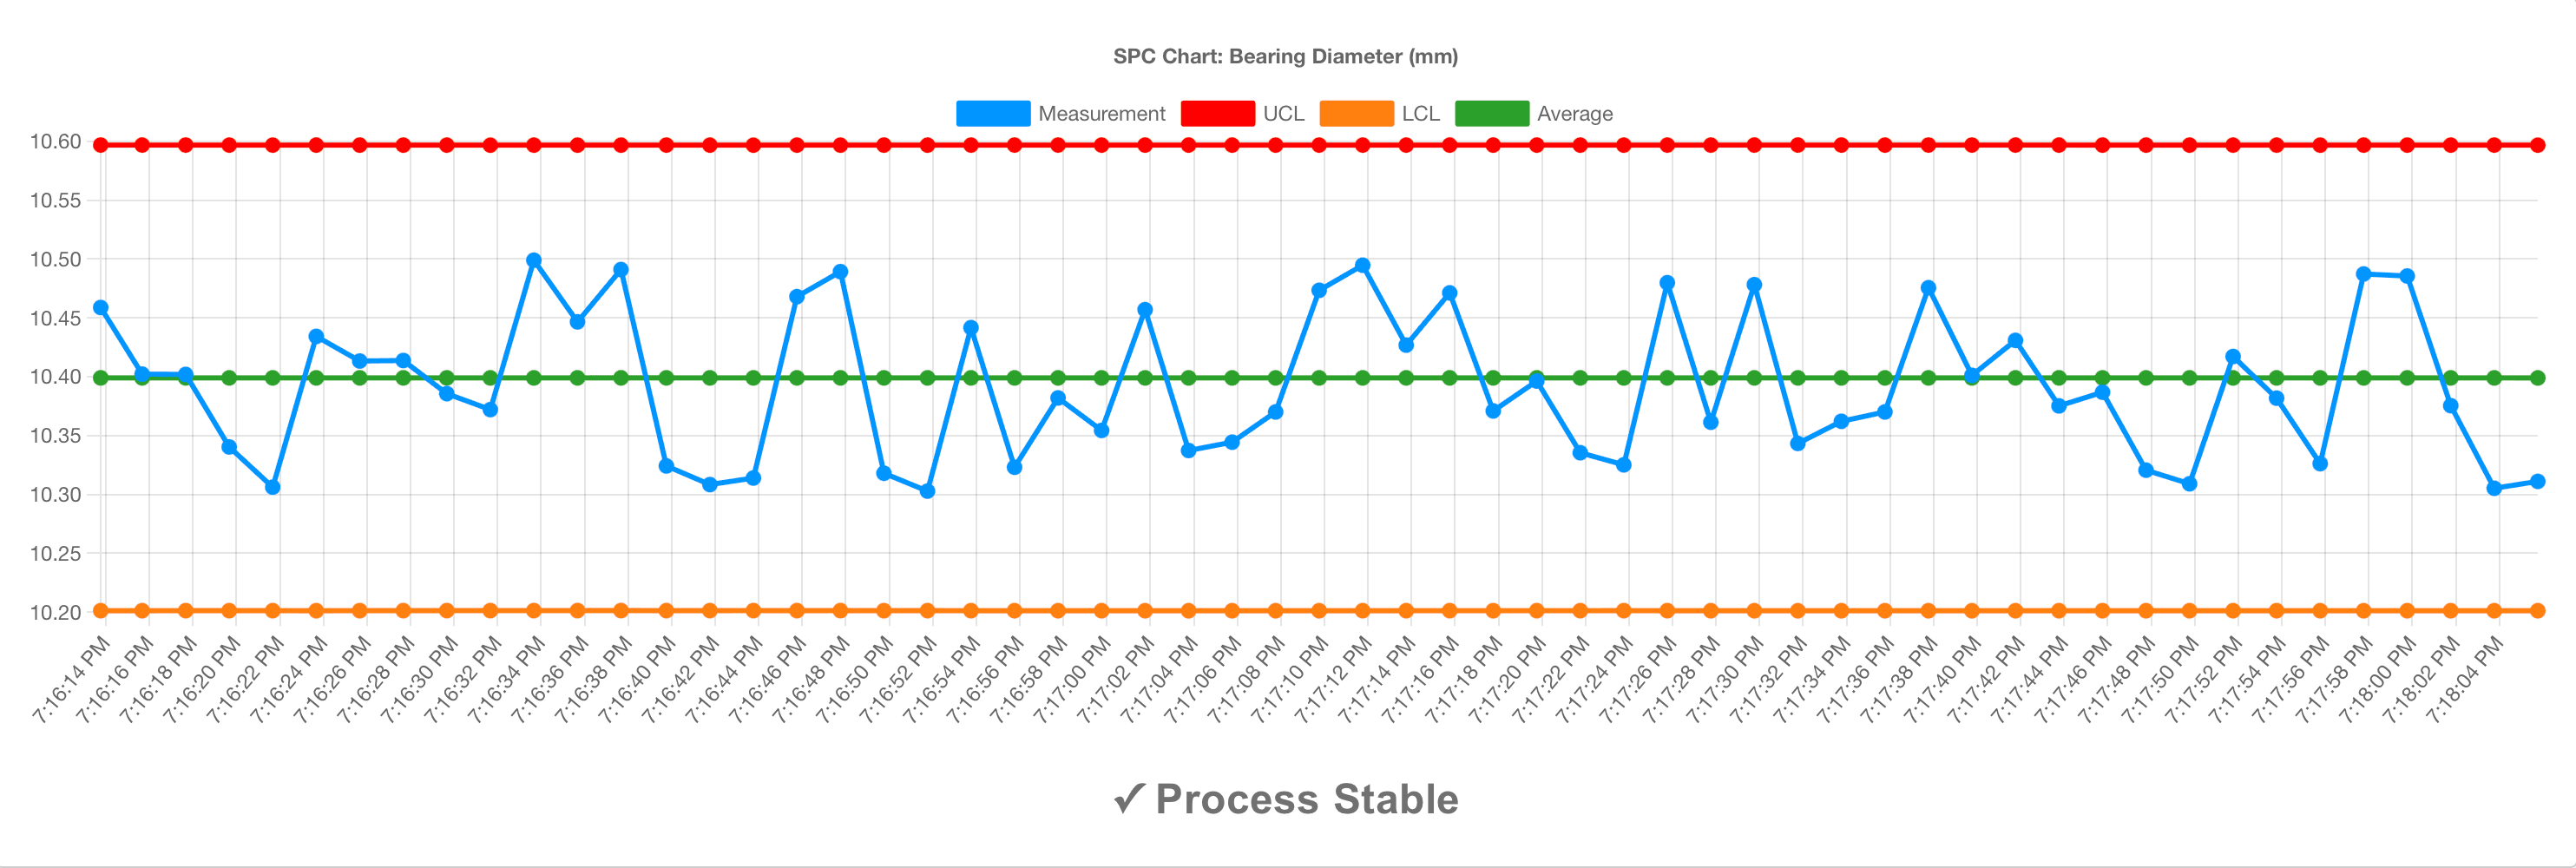 SPC Chart: Bearing Diameter (mm)
Measurement UCL LCL Average
10.60
10.55
10.50
10.45
10.40
10.35
10.30
10.25
10.20
7:16:14 PM
7:16:16 PM
7:16:18 PM
7:16:20 PM
7:16:22 PM
7:16:24 PM
7:16:26 PM
7:16:28 PM
7:16:30 PM
7:16:32 PM
7:16:34 PM
7:16:36 PM
7:16:38 PM
7:16:40 PM
7:16:42 PM
7:16:44 PM
7:16:46 PM
7:16:48 PM
7:16:50 PM
7:16:52 PM
7:16:54 PM
7:16:56 PM
7:16:58 PM
7:17:00 PM
7:17:02 PM
7:17:04 PM
7:17:06 PM
7:17:08 PM
7:17:10 PM
7:17:12 PM
7:17:14 PM
7:17:16 PM
7:17:18 PM
7:17:20 PM
7:17:22 PM
7:17:24 PM
7:17:26 PM
7:17:28 PM
7:17:30 PM
7:17:32 PM
7:17:34 PM
7:17:36 PM
7:17:38 PM
7:17:40 PM
7:17:42 PM
7:17:44 PM
7:17:46 PM
7:17:48 PM
7:17:50 PM
7:17:52 PM
7:17:54 PM
7:17:56 PM
7:17:58 PM
7:18:00 PM
7:18:02 PM
7:18:04 PM
✓ Process Stable